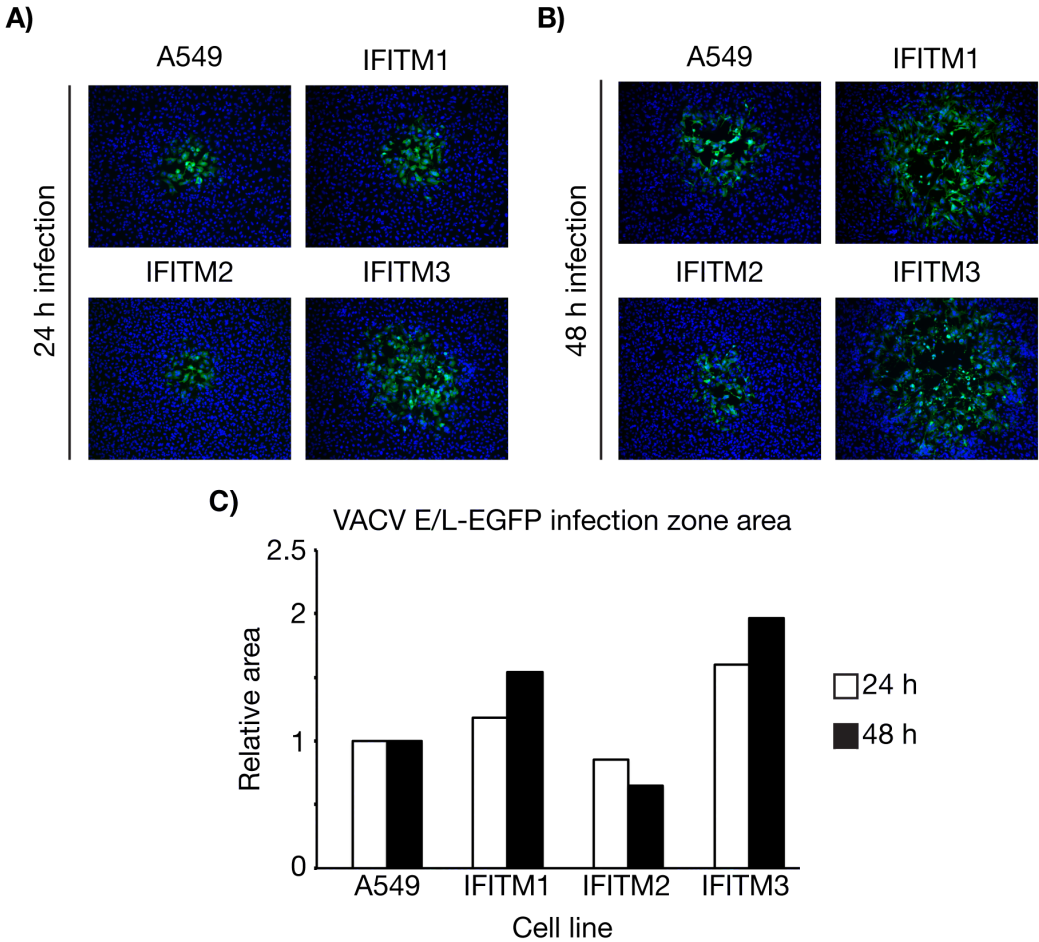 A)
A549
IFITM1
24 h infection
IFITM2
IFITM3
B)
A549
IFITM1
48 h infection
IFITM2
IFITM3
C)
VACV E/L-EGFP infection zone area
Relative area
2.5
2
1
0
A549
IFITM1
IFITM2
IFITM3
Cell line
24 h
48 h